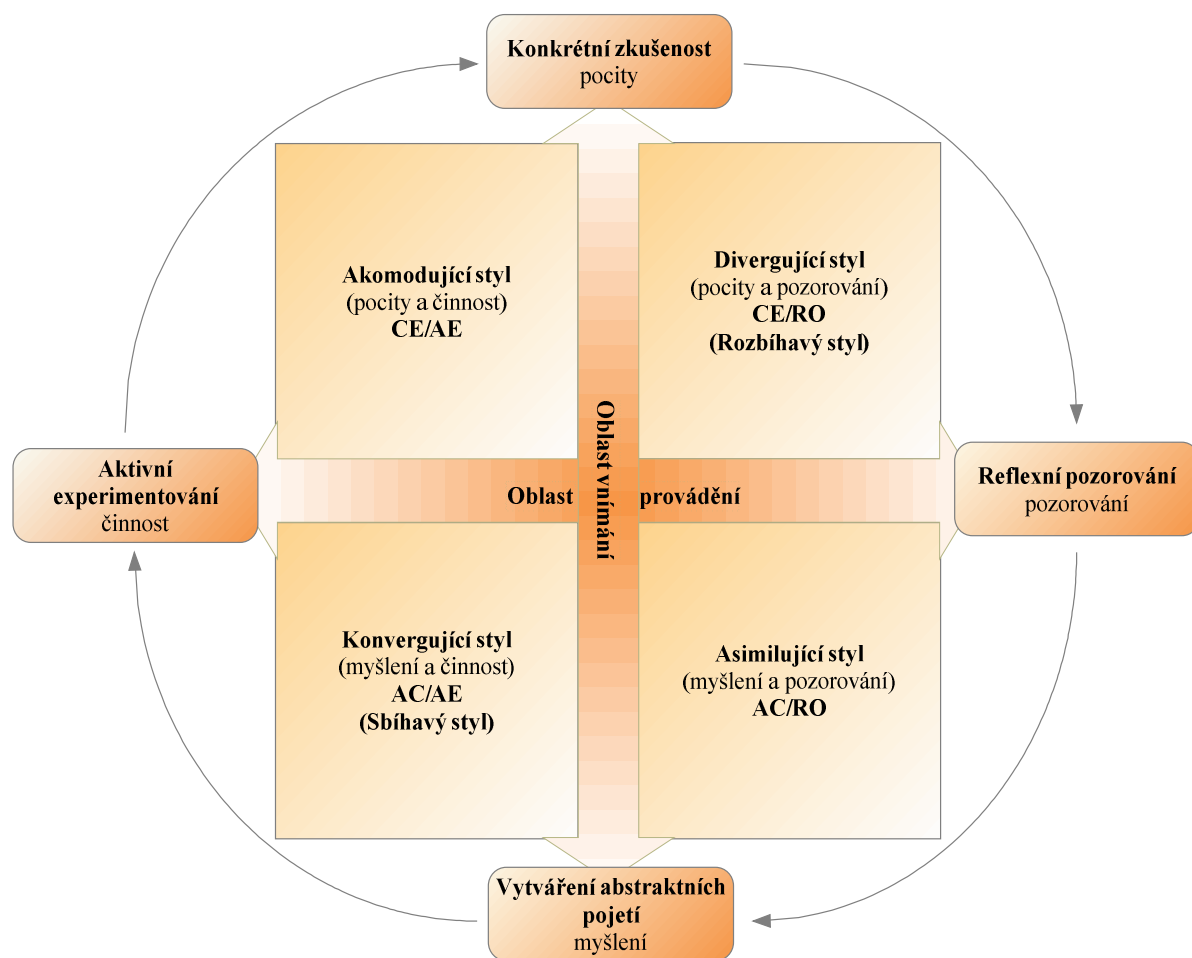 Konkrétní zkušenost
pocity
Akomodující styl
(pocity a činnost)
CE/AE
Divergující styl
(pocity a pozorování)
CE/RO
(Rozbíhavý styl)
Oblast vnímání
Aktivní
experimentování
činnost
Oblast provádění
Reflexní pozorování
pozorování
Konvergující styl
(myšlení a činnost)
AC/AE
(Sbíhavý styl)
Asimilující styl
(myšlení a pozorování)
AC/RO
Vytváření abstraktních
pojetí
myšlení